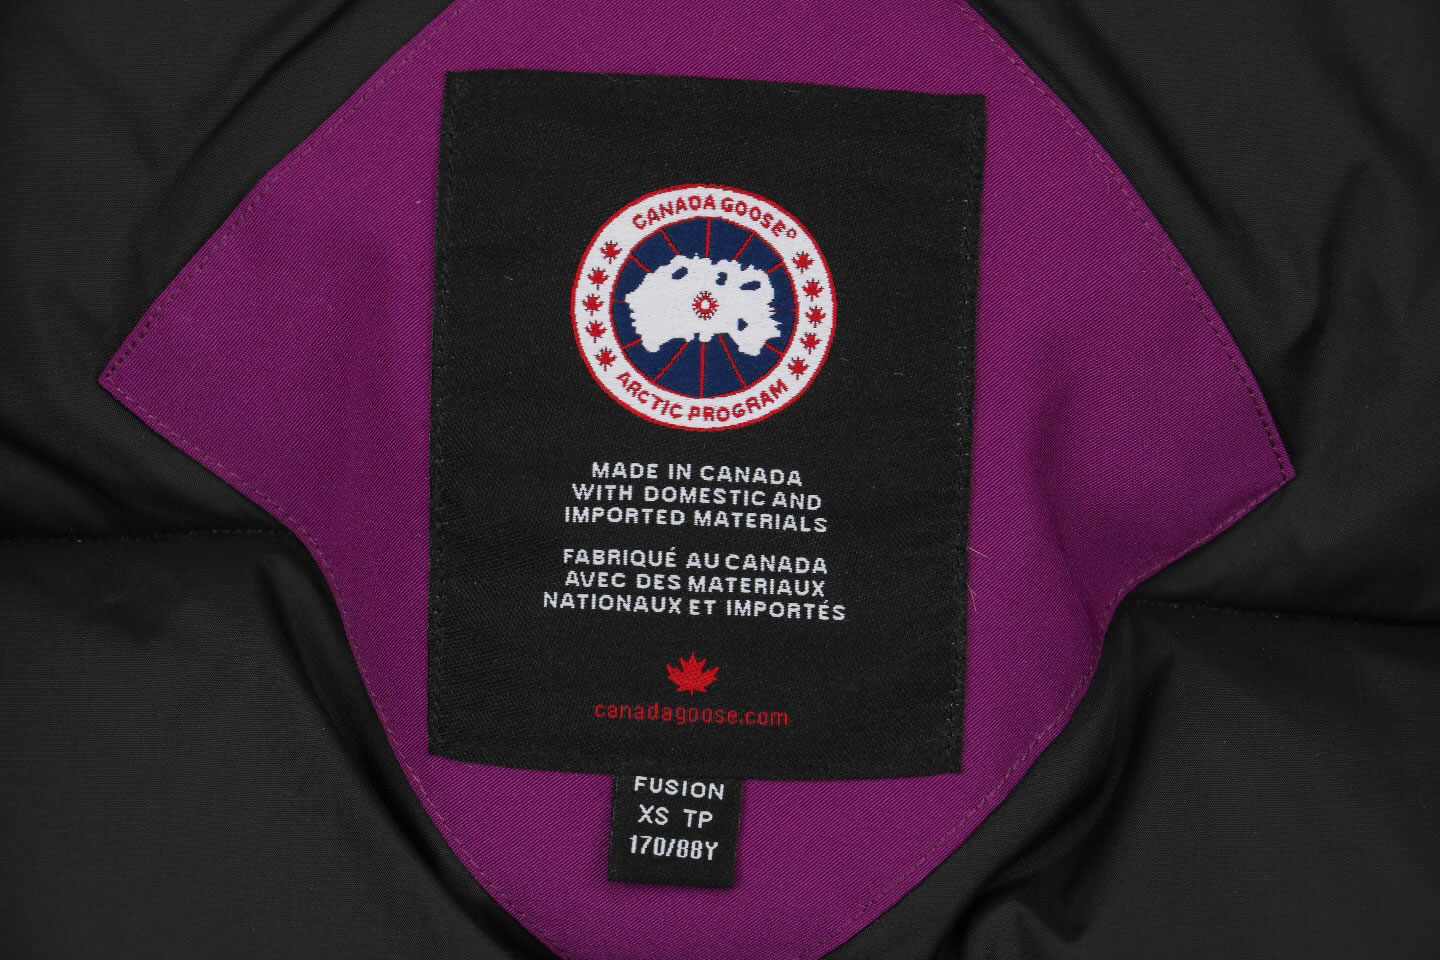 CANADA GOOSE
ARCTIC PROGRAM
MADE IN CANADA
WITH DOMESTIC AND
IMPORTED MATERIALS
FABRIQUÉ AU CANADA
AVEC DES MATERIAUX
NATIONAUX ET IMPORTÉS
canadagoose.com
FUSION
XS TP
170/88Y